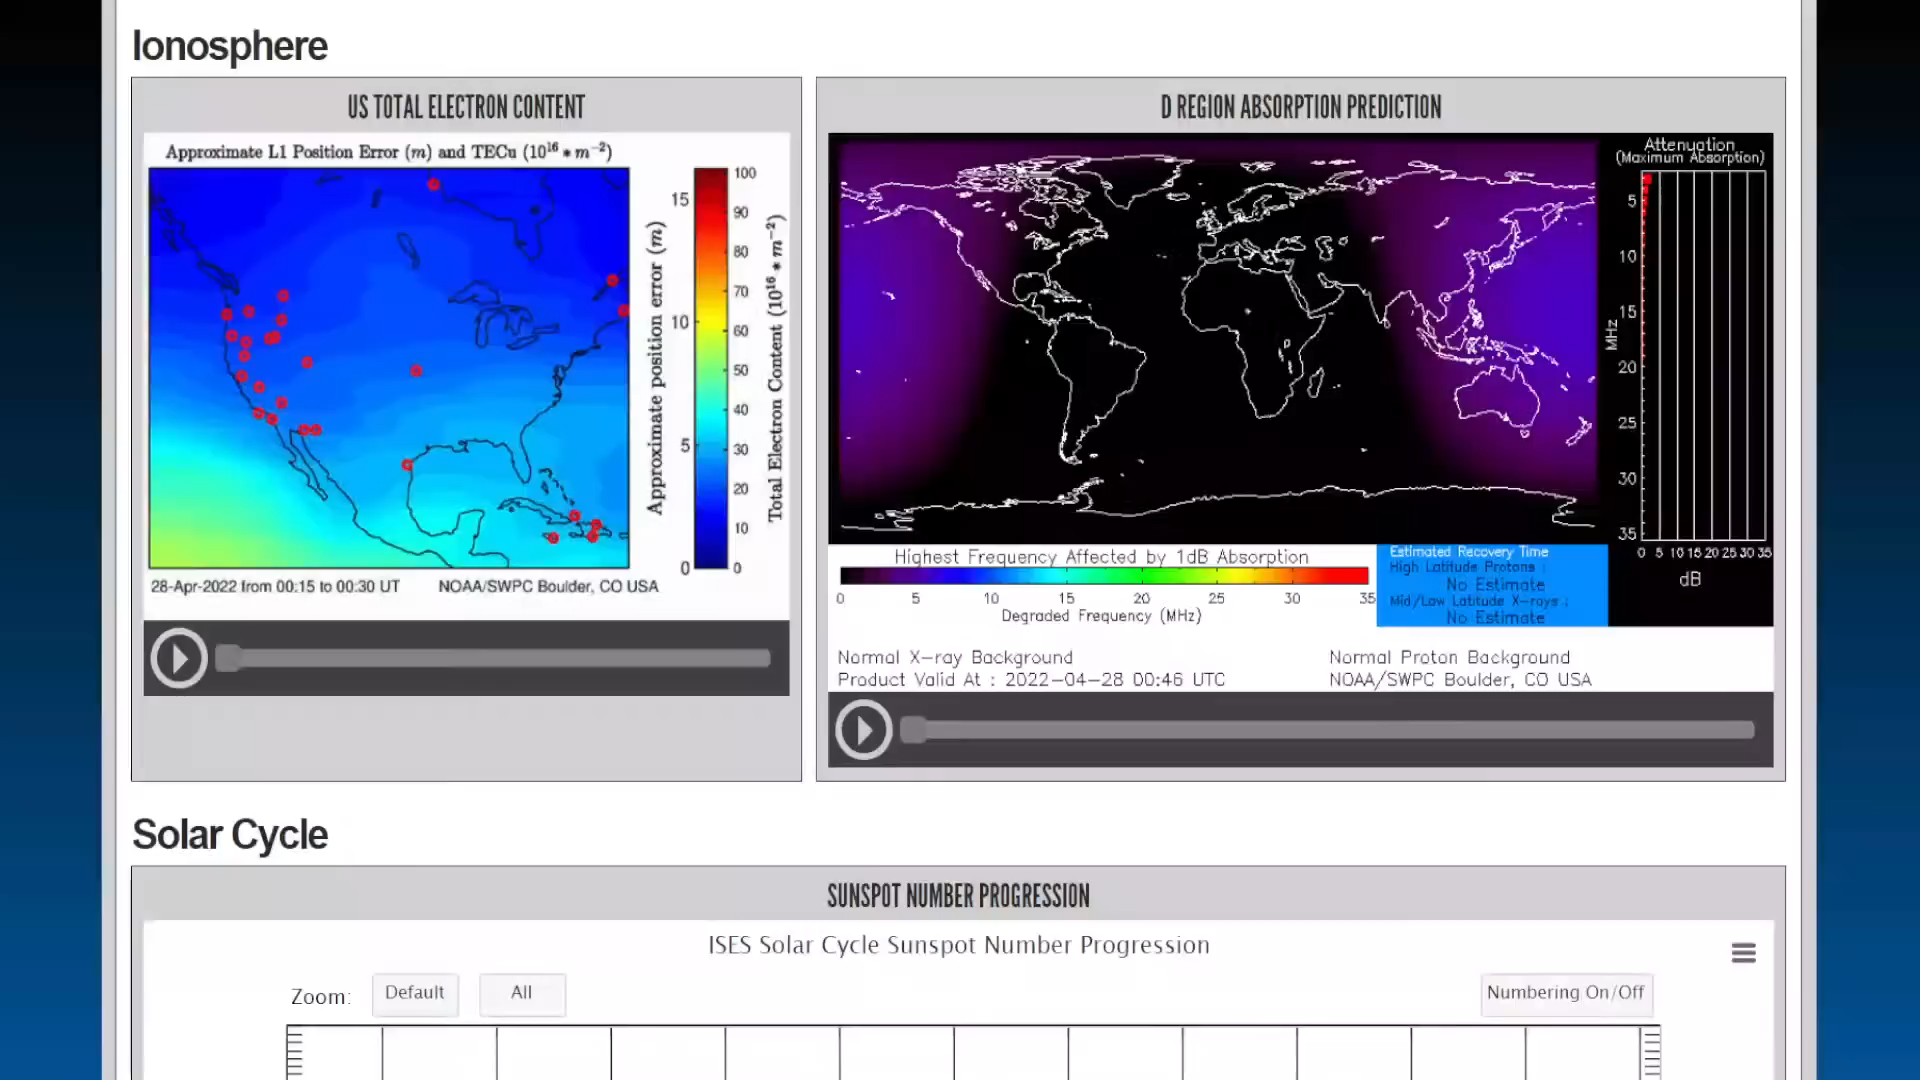 Ionosphere
US TOTAL ELECTRON CONTENT
Approximate L1 Position Error (m) and TECu (10¹⁶ * m⁻²)
15
10
5
0
Approximate position error (m)
100
90
80
70
60
50
40
30
20
10
0
Total Electron Content (10¹⁶ * m⁻²)
28-Apr-2022 from 00:15 to 00:30 UT NOAA/SWPC Boulder, CO USA
D REGION ABSORPTION PREDICTION
Attenuation
(Maximum Absorption)
5
10
15
20
25
30
35
MHz
0 5 10 15 20 25 30 35
dB
Highest Frequency Affected by 1dB Absorption
0 5 10 15 20 25 30 35
Degraded Frequency (MHz)
Estimated Recovery Time
High Latitude Protons :
No Estimate
Mid/Low Latitude X-rays :
No Estimate
Normal X-ray Background Normal Proton Background
Product Valid At : 2022-04-28 00:46 UTC NOAA/SWPC Boulder, CO USA
Solar Cycle
SUNSPOT NUMBER PROGRESSION
ISES Solar Cycle Sunspot Number Progression
Zoom: Default All Numbering On/Off